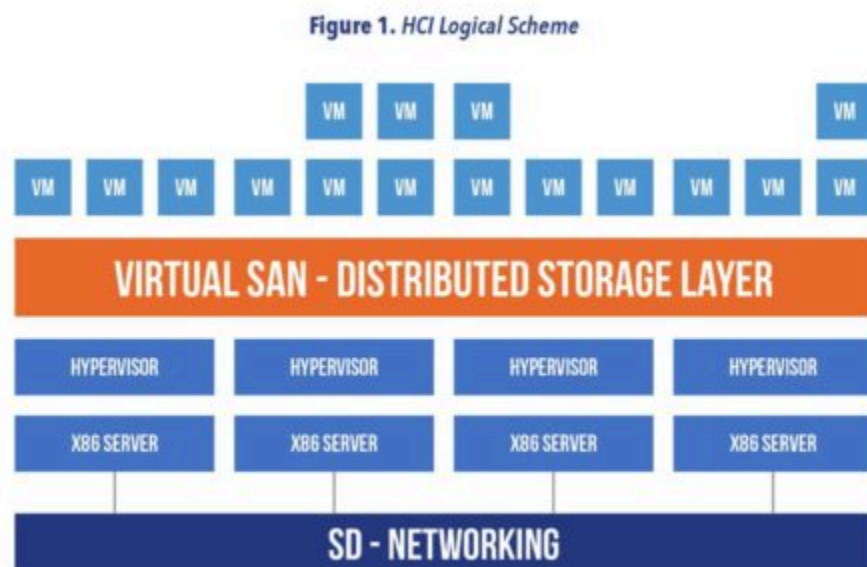 Figure 1. HCI Logical Scheme
VM VM VM VM
VM VM VM VM VM VM VM VM VM VM VM VM
VIRTUAL SAN - DISTRIBUTED STORAGE LAYER
HYPERVISOR HYPERVISOR HYPERVISOR HYPERVISOR
X86 SERVER X86 SERVER X86 SERVER X86 SERVER
SD - NETWORKING